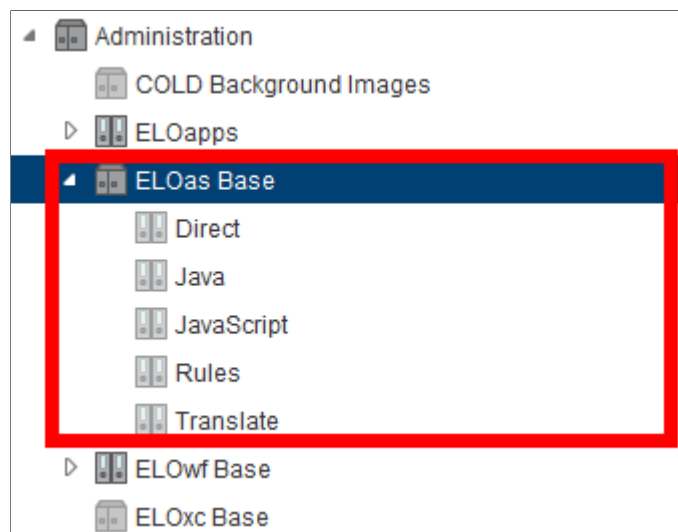 Administration
COLD Background Images
ELOapps
ELOas Base
Direct
Java
JavaScript
Rules
Translate
ELOwf Base
ELOxc Base